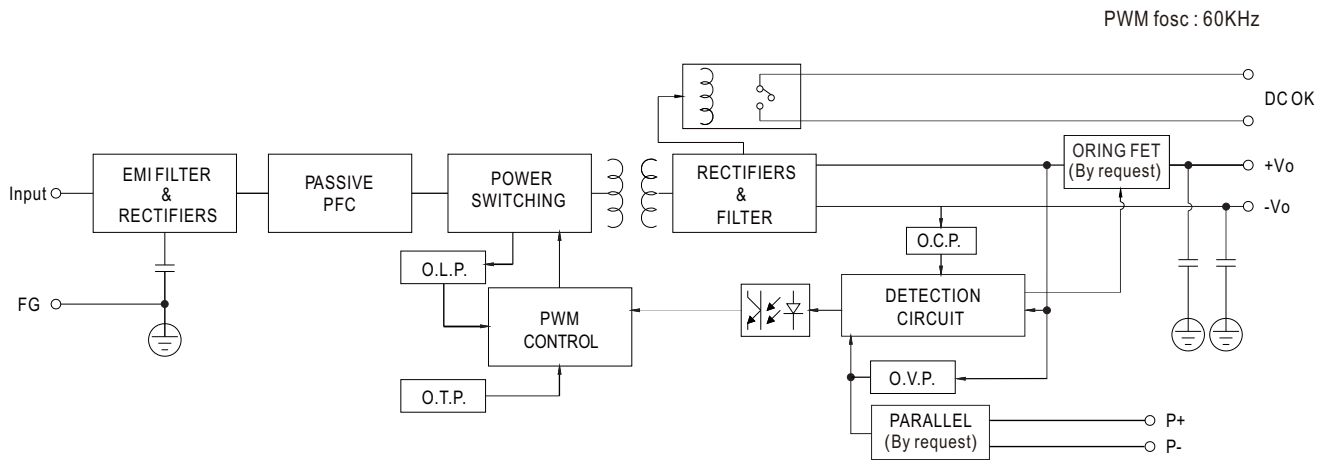 PWM fosc : 60KHz
DC OK
EMI FILTER
&
RECTIFIERS
PASSIVE
PFC
POWER
SWITCHING
RECTIFIERS
&
FILTER
ORING FET
(By request)
+Vo
Input
-Vo
O.C.P.
O.L.P.
FG
PWM
CONTROL
DETECTION
CIRCUIT
O.T.P.
O.V.P.
PARALLEL
(By request)
P+
P-